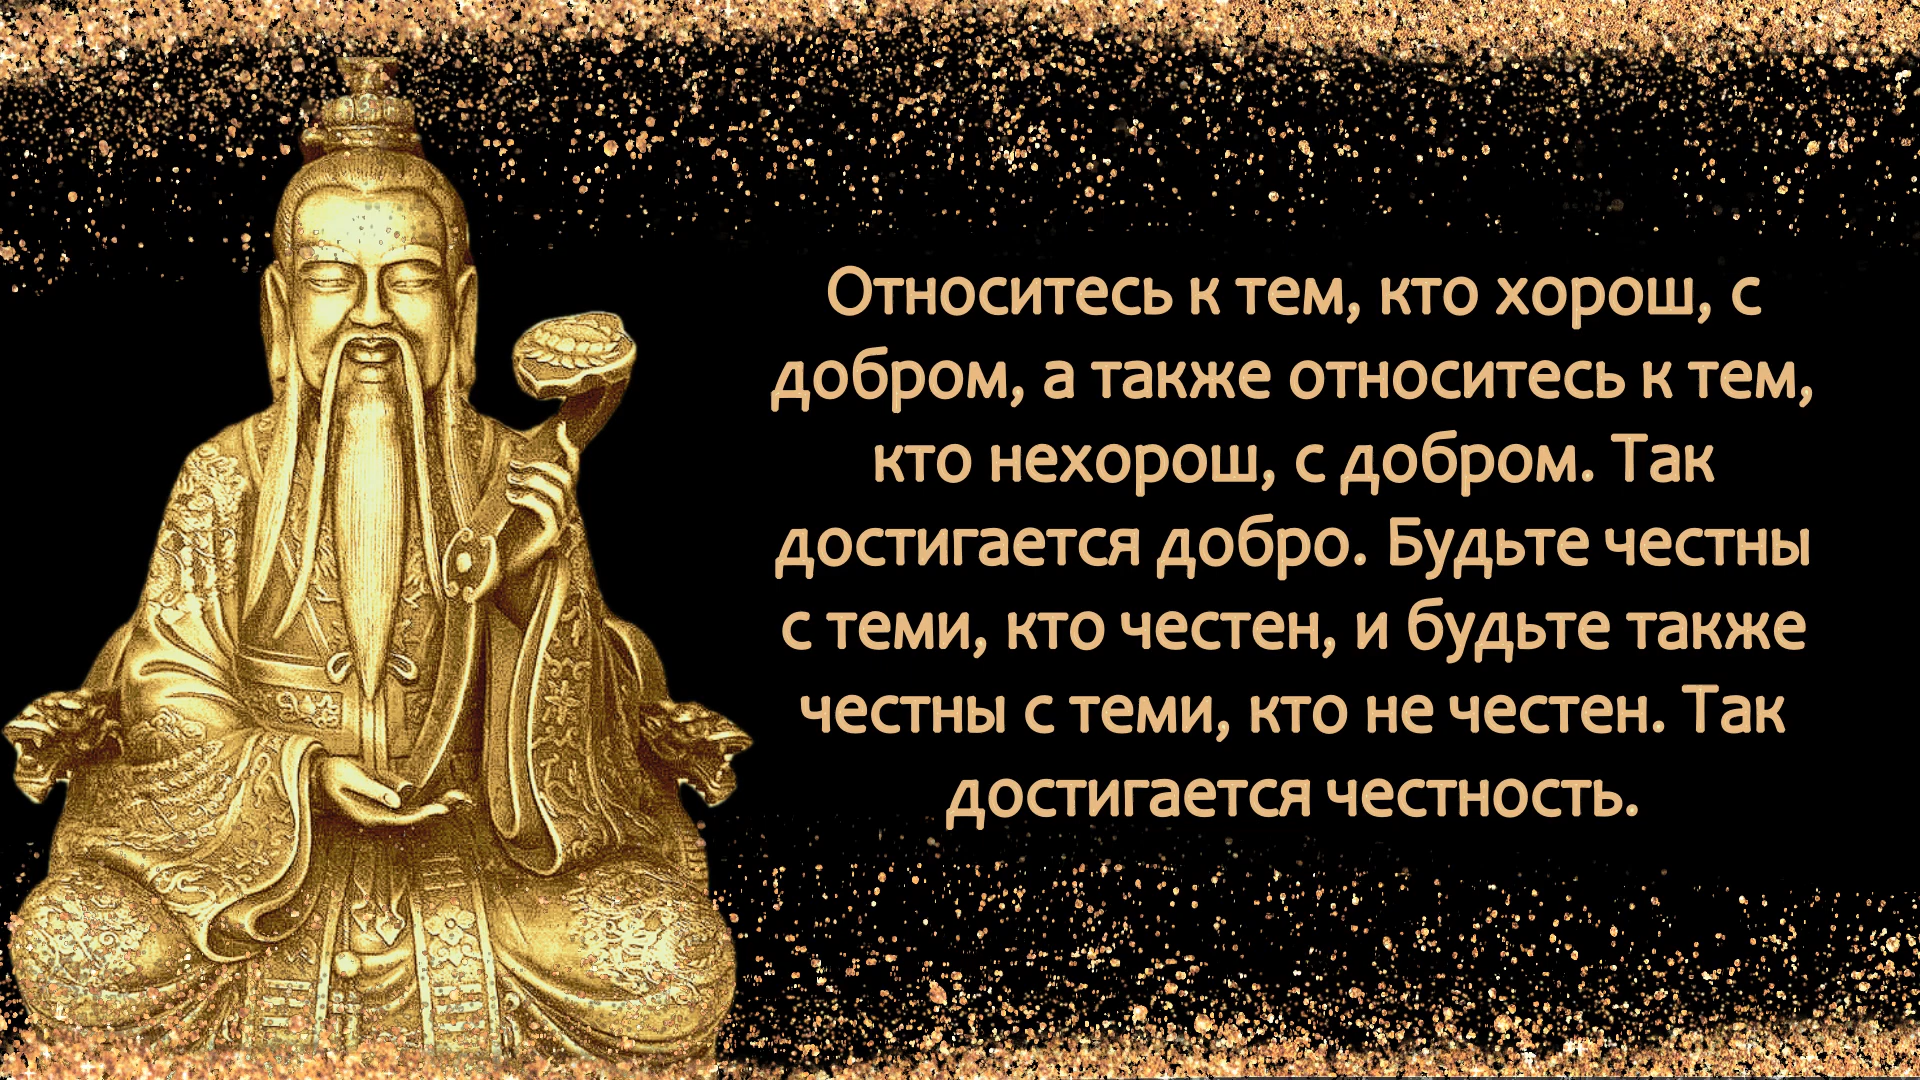 Относитесь к тем, кто хорош, с
добром, а также относитесь к тем,
кто нехорош, с добром. Так
достигается добро. Будьте честны
с теми, кто честен, и будьте также
честны с теми, кто не честен. Так
достигается честность.